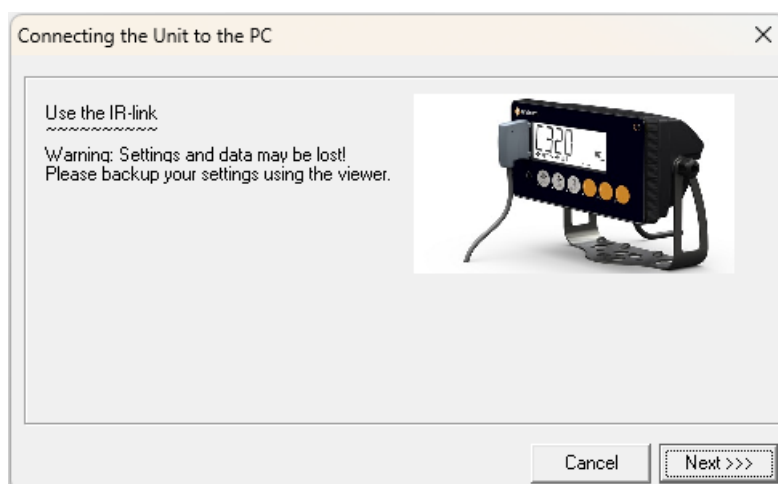 Connecting the Unit to the PC
Use the IR-link
~~~~~~~~~~
Warning: Settings and data may be lost!
Please backup your settings using the viewer.
C320
Cancel
Next >>>